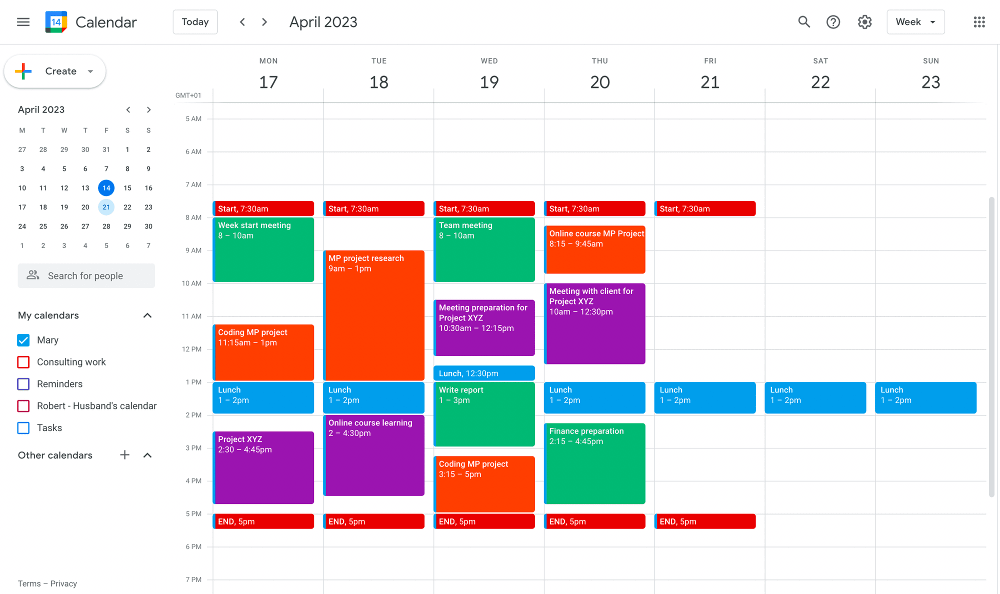 14 Calendar Today April 2023 Week
Create
MON TUE WED THU FRI SAT SUN
17 18 19 20 21 22 23
GMT+01
April 2023
M T W T F S S
27 28 29 30 31 1 2
3 4 5 6 7 8 9
10 11 12 13 14 15 16
17 18 19 20 21 22 23
24 25 26 27 28 29 30
1 2 3 4 5 6 7
Search for people
My calendars
Mary
Consulting work
Reminders
Robert - Husband's calendar
Tasks
Other calendars
Terms – Privacy
5 AM
6 AM
7 AM
8 AM
9 AM
10 AM
11 AM
12 PM
1 PM
2 PM
3 PM
4 PM
5 PM
6 PM
7 PM
Start, 7:30am
Week start meeting
8 – 10am
Coding MP project
11:15am – 1pm
Lunch
1 – 2pm
Project XYZ
2:30 – 4:45pm
END, 5pm
Start, 7:30am
MP project research
9am – 1pm
Lunch
1 – 2pm
Online course learning
2 – 4:30pm
END, 5pm
Start, 7:30am
Team meeting
8 – 10am
Meeting preparation for
Project XYZ
10:30am – 12:15pm
Lunch, 12:30pm
Write report
1 – 3pm
Coding MP project
3:15 – 5pm
END, 5pm
Start, 7:30am
Online course MP Project
8:15 – 9:45am
Meeting with client for
Project XYZ
10am – 12:30pm
Lunch
1 – 2pm
Finance preparation
2:15 – 4:45pm
END, 5pm
Start, 7:30am
Lunch
1 – 2pm
END, 5pm
Lunch
1 – 2pm
Lunch
1 – 2pm